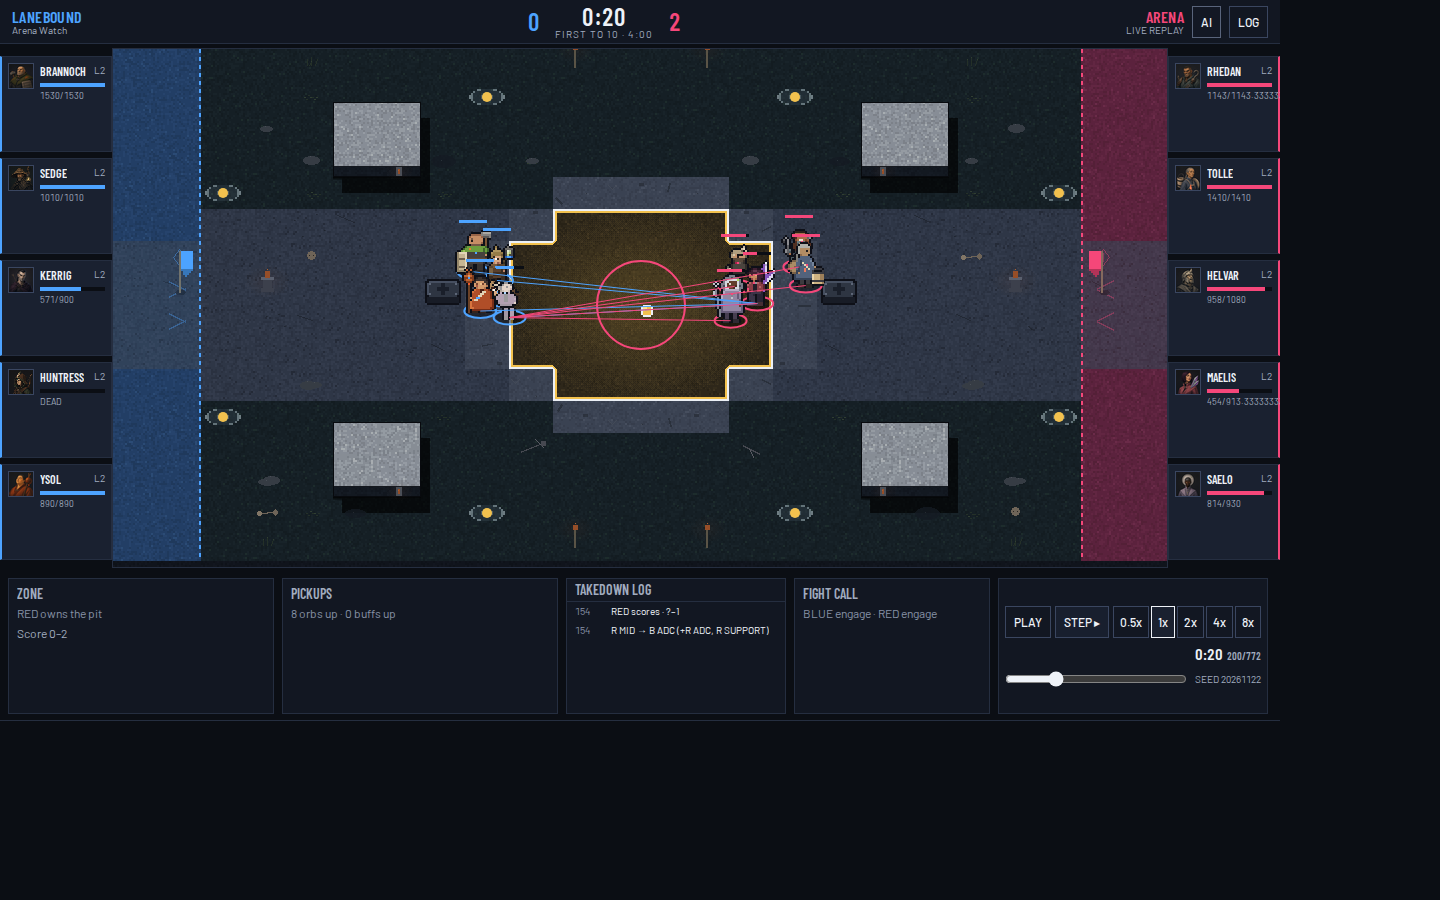 LANEBOUND
Arena Watch
0
0:20
2
FIRST TO 10 · 4:00
ARENA
LIVE REPLAY
AI
LOG
BRANNOCH L2
1530/1530
SEDGE L2
1010/1010
KERRIG L2
571/900
HUNTRESS L2
DEAD
YSOL L2
890/890
RHEDAN L2
1143/1143.33333
TOLLE L2
1410/1410
HELVAR L2
958/1080
MAELIS L2
454/913.3333333
SAELO L2
814/930
ZONE
RED owns the pit
Score 0–2
PICKUPS
8 orbs up · 0 buffs up
TAKEDOWN LOG
154 RED scores · ?–1
154 R MID → B ADC (+R ADC, R SUPPORT)
FIGHT CALL
BLUE engage · RED engage
PLAY
STEP ▸
0.5x
1x
2x
4x
8x
0:20 200/772
SEED 20261122